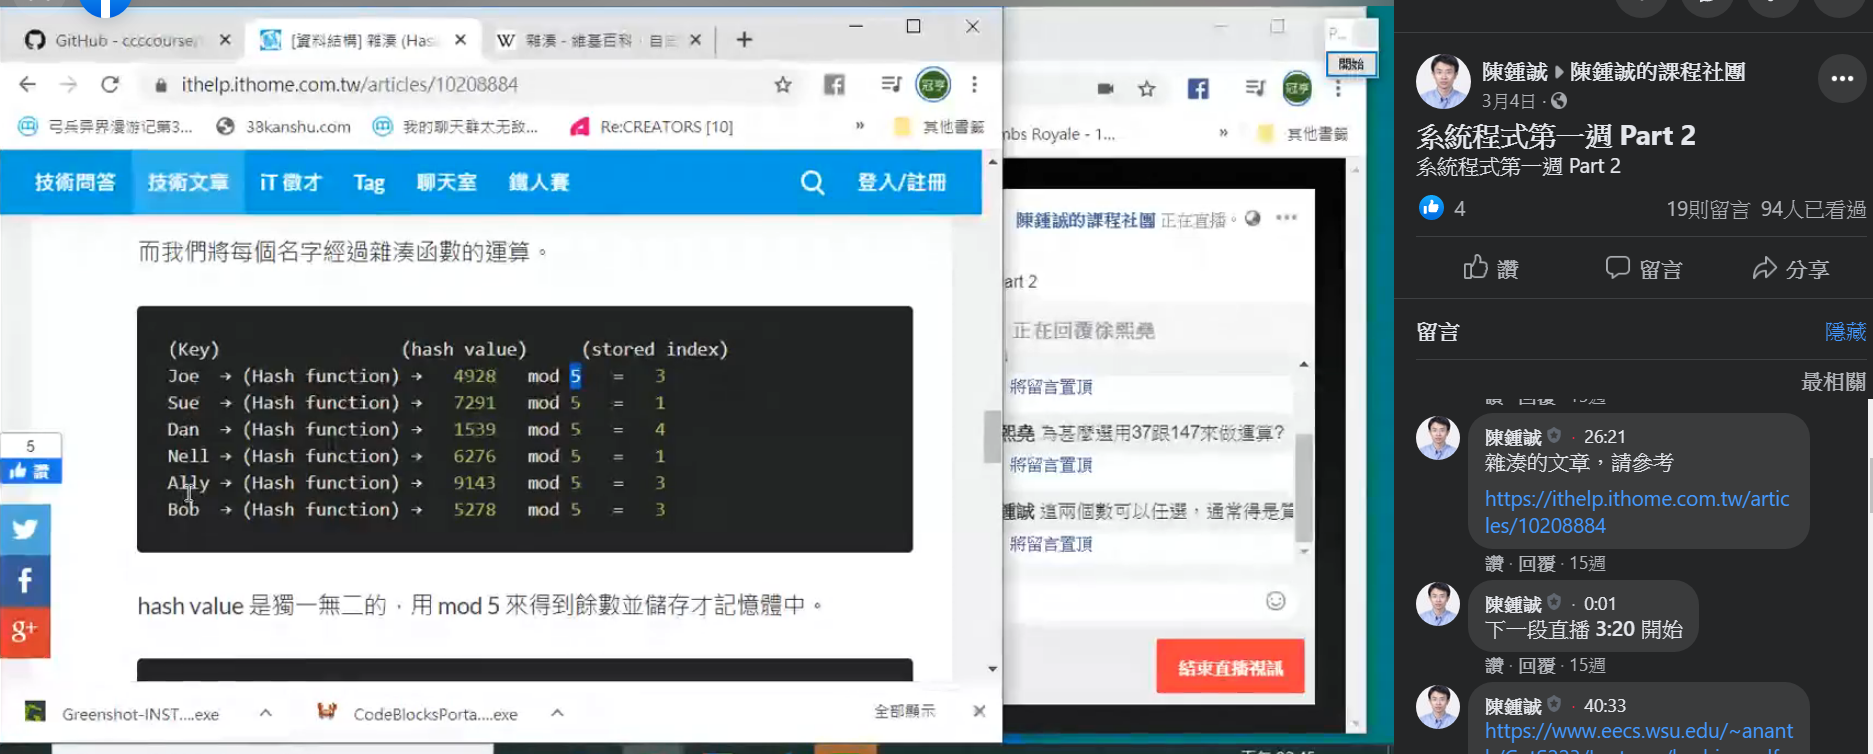 GitHub - ccccourse/
[資料結構] 雜湊 (Has
雜湊 - 維基百科，自由
ithelp.ithome.com.tw/articles/10208884
弓兵异界漫游记第3...
38kanshu.com
我的聊天群太无敌...
Re:CREATORS [10]
»
其他書籤
技術問答
技術文章
iT 徵才
Tag
聊天室
鐵人賽
登入/註冊
而我們將每個名字經過雜湊函數的運算。
(Key) (hash value) (stored index)
Joe → (Hash function) → 4928 mod 5 = 3
Sue → (Hash function) → 7291 mod 5 = 1
Dan → (Hash function) → 1539 mod 5 = 4
Nell → (Hash function) → 6276 mod 5 = 1
Ally → (Hash function) → 9143 mod 5 = 3
Bob → (Hash function) → 5278 mod 5 = 3
hash value 是獨一無二的，用 mod 5 來得到餘數並儲存才記憶體中。
5
讚
g+
Greenshot-INST....exe
CodeBlocksPorta....exe
全部顯示
P...
開始
冠亨
冠亨
mbs Royale - 1...
»
其他書籤
陳鍾誠的課程社團 正在直播。
art 2
正在回覆徐熙堯
將留言置頂
熙堯 為甚麼選用37跟147來做運算?
將留言置頂
鍾誠 這兩個數可以任選，通常得是質
將留言置頂
結束直播視訊
陳鍾誠 ▸ 陳鍾誠的課程社團
3月4日 ·
系統程式第一週 Part 2
系統程式第一週 Part 2
4
19則留言 94人已看過
讚
留言
分享
留言
隱藏
最相關
讚 · 回覆 · 15週
陳鍾誠 · 26:21
雜湊的文章，請參考
https://ithelp.ithome.com.tw/artic
les/10208884
讚 · 回覆 · 15週
陳鍾誠 · 0:01
下一段直播 3:20 開始
讚 · 回覆 · 15週
陳鍾誠 · 40:33
https://www.eecs.wsu.edu/~anant